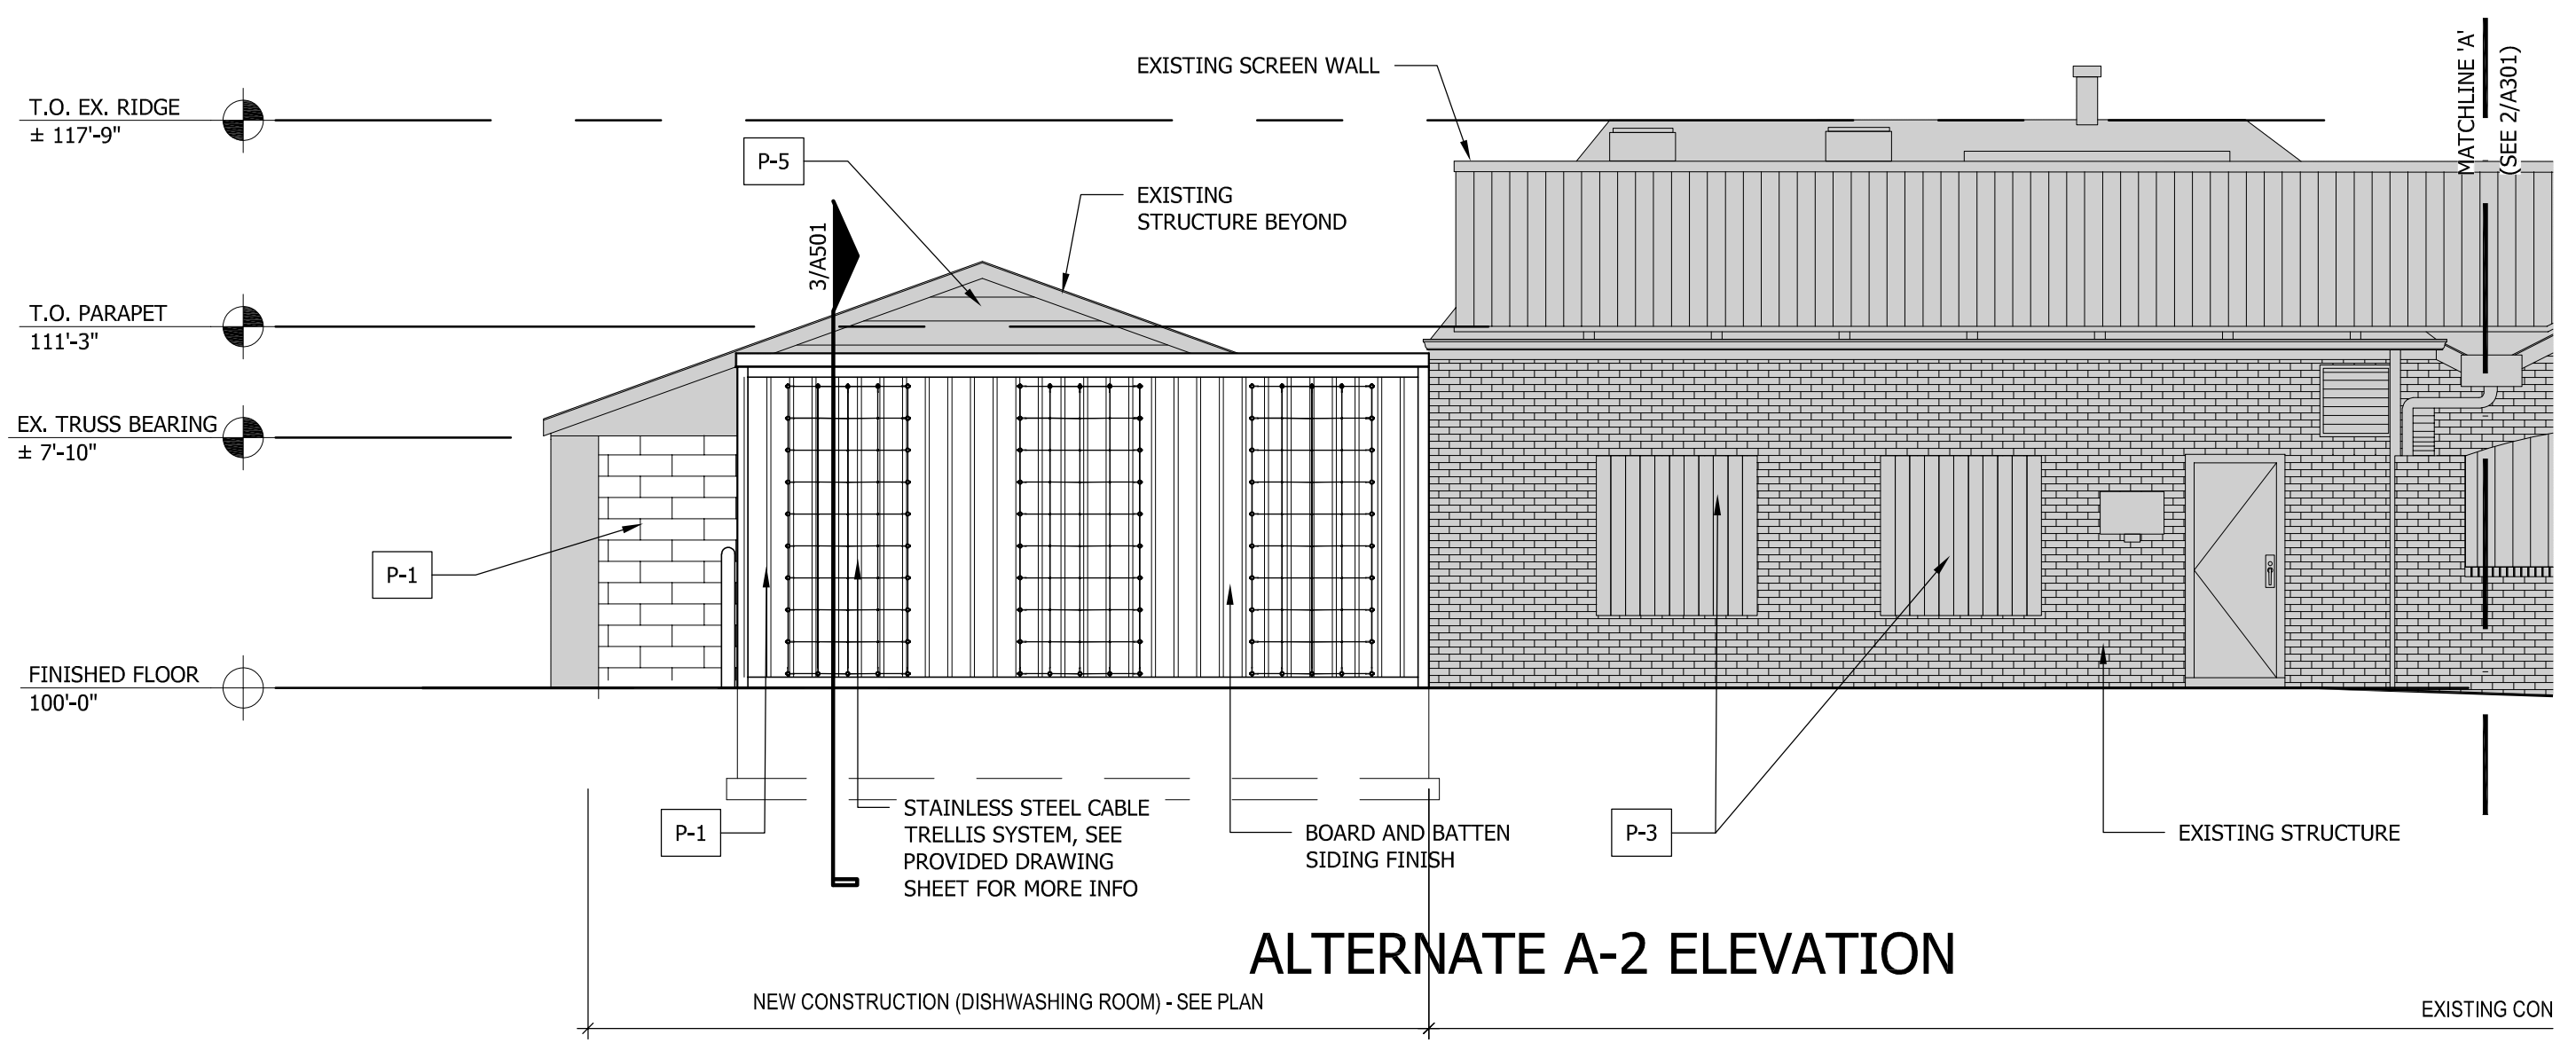 EXISTING SCREEN WALL
MATCHLINE 'A'
(SEE 2/A301)
T.O. EX. RIDGE
± 117'-9"
P-5
EXISTING
STRUCTURE BEYOND
3/A501
T.O. PARAPET
111'-3"
EX. TRUSS BEARING
± 7'-10"
P-1
FINISHED FLOOR
100'-0"
P-1
STAINLESS STEEL CABLE
TRELLIS SYSTEM, SEE
PROVIDED DRAWING
SHEET FOR MORE INFO
BOARD AND BATTEN
SIDING FINISH
P-3
EXISTING STRUCTURE
ALTERNATE A-2 ELEVATION
NEW CONSTRUCTION (DISHWASHING ROOM) - SEE PLAN
EXISTING CON